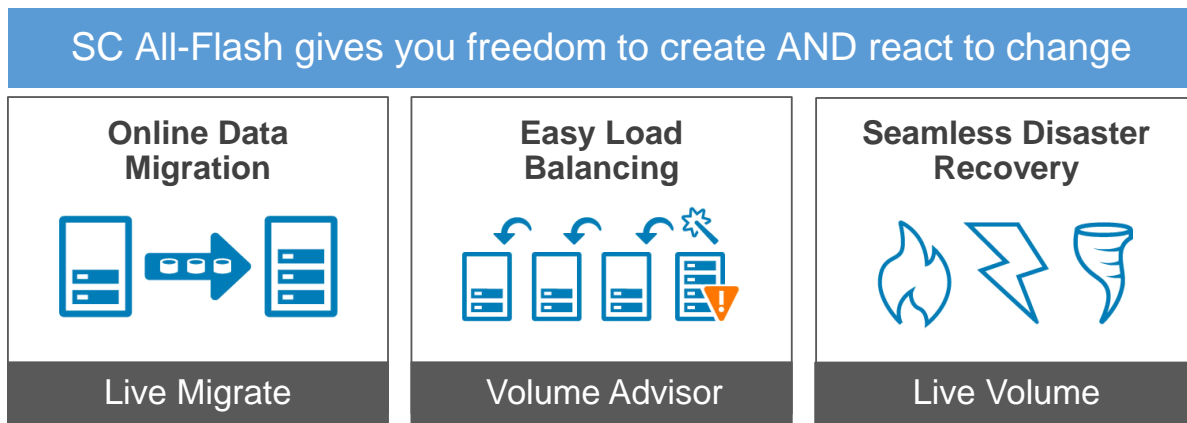 SC All-Flash gives you freedom to create AND react to change
Online Data
Migration
Live Migrate
Easy Load
Balancing
Volume Advisor
Seamless Disaster
Recovery
Live Volume